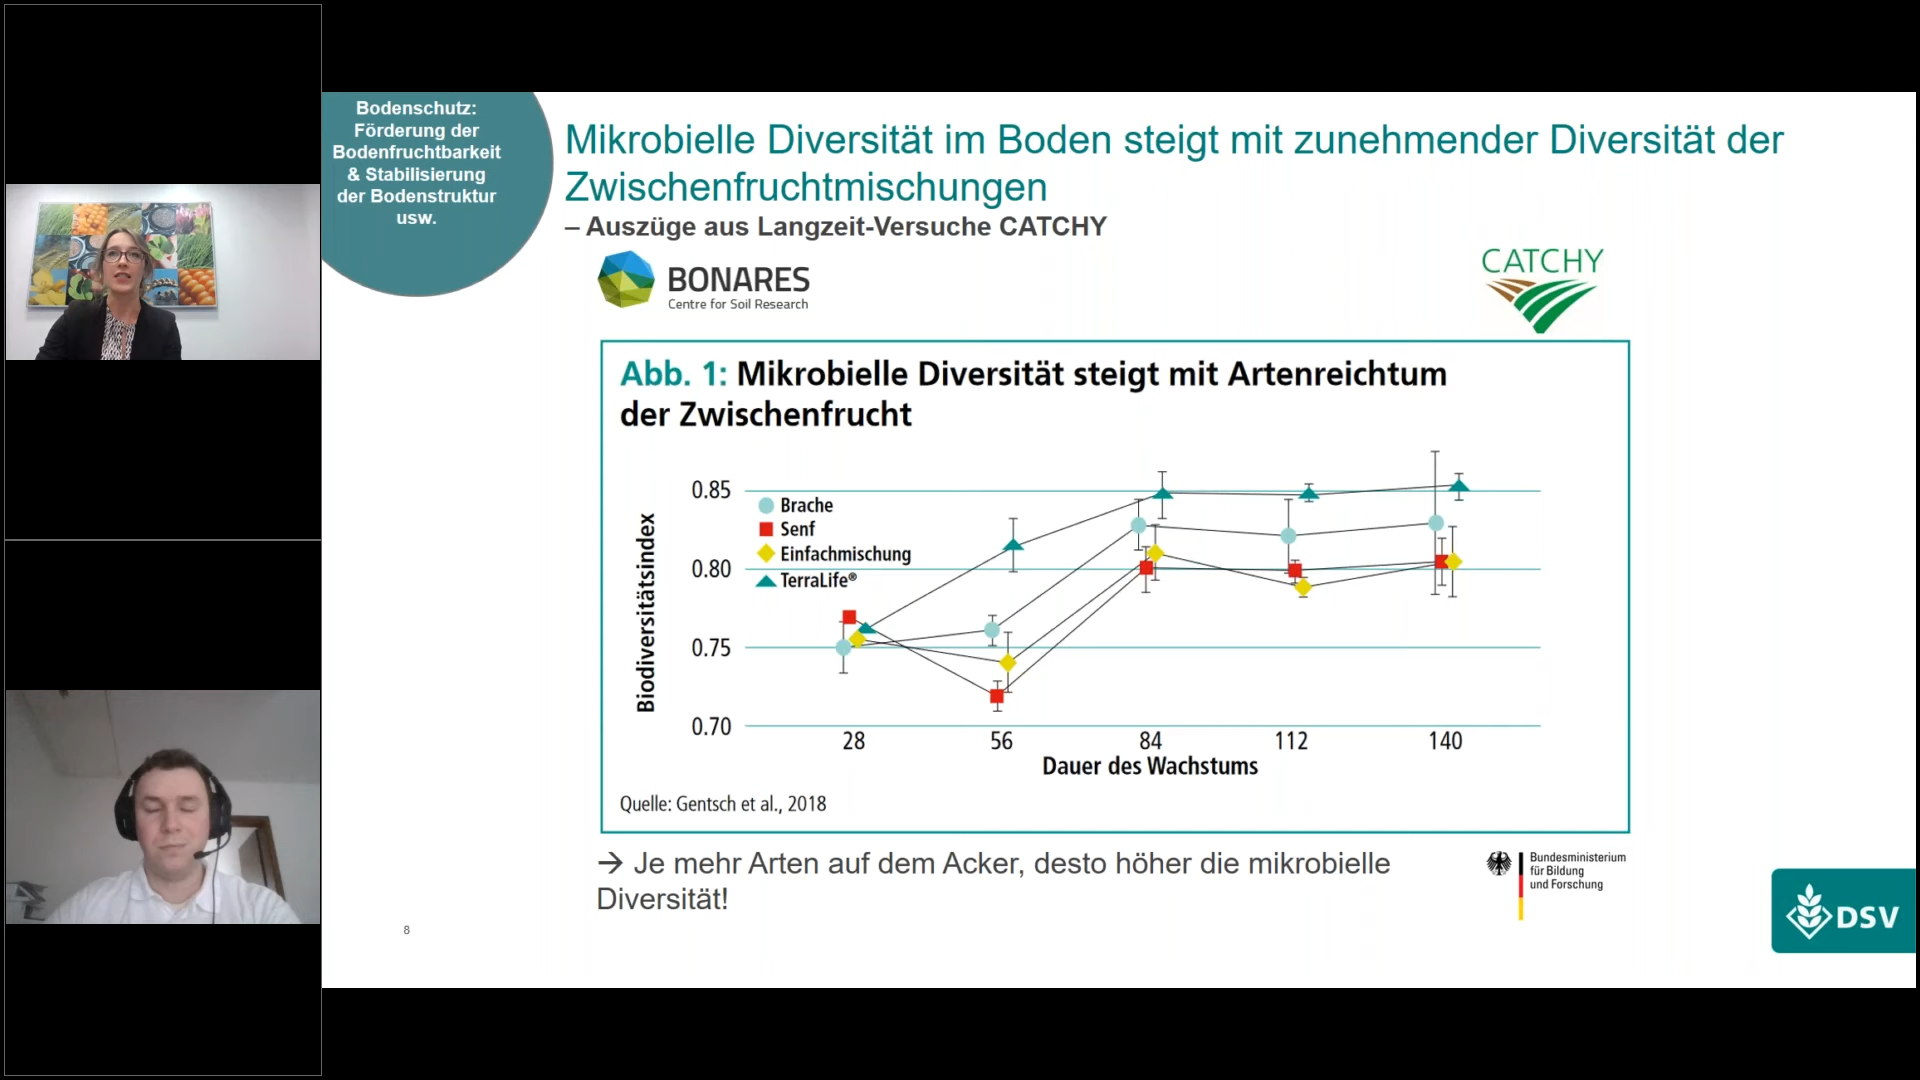 Bodenschutz:
Förderung der
Bodenfruchtbarkeit
& Stabilisierung
der Bodenstruktur
usw.
Mikrobielle Diversität im Boden steigt mit zunehmender Diversität der
Zwischenfruchtmischungen
– Auszüge aus Langzeit-Versuche CATCHY
BONARES
Centre for Soil Research
CATCHY
Abb. 1: Mikrobielle Diversität steigt mit Artenreichtum
der Zwischenfrucht
Biodiversitätsindex
0.85
0.80
0.75
0.70
Brache
Senf
Einfachmischung
TerraLife®
28 56 84 112 140
Dauer des Wachstums
Quelle: Gentsch et al., 2018
→ Je mehr Arten auf dem Acker, desto höher die mikrobielle
Diversität!
Bundesministerium
für Bildung
und Forschung
DSV
8